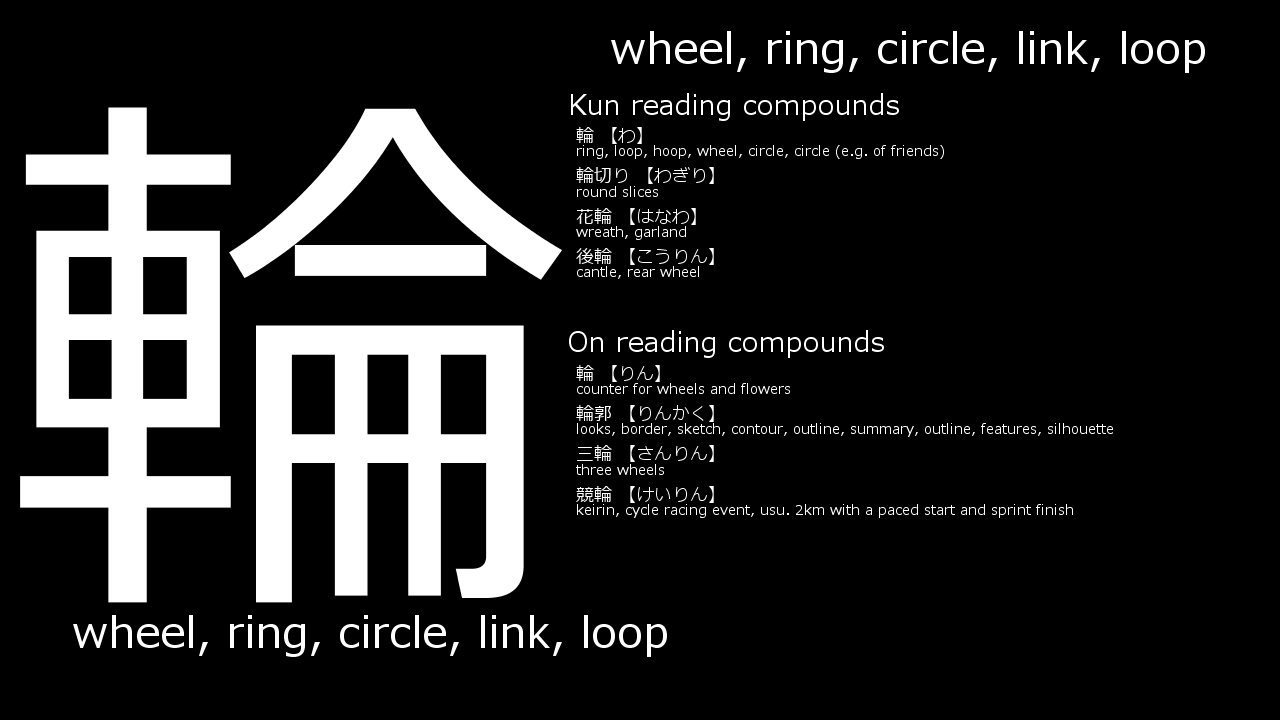 wheel, ring, circle, link, loop
輪
Kun reading compounds
輪 【わ】
ring, loop, hoop, wheel, circle, circle (e.g. of friends)
輪切り 【わぎり】
round slices
花輪 【はなわ】
wreath, garland
後輪 【こうりん】
cantle, rear wheel
On reading compounds
輪 【りん】
counter for wheels and flowers
輪郭 【りんかく】
looks, border, sketch, contour, outline, summary, outline, features, silhouette
三輪 【さんりん】
three wheels
競輪 【けいりん】
keirin, cycle racing event, usu. 2km with a paced start and sprint finish
wheel, ring, circle, link, loop